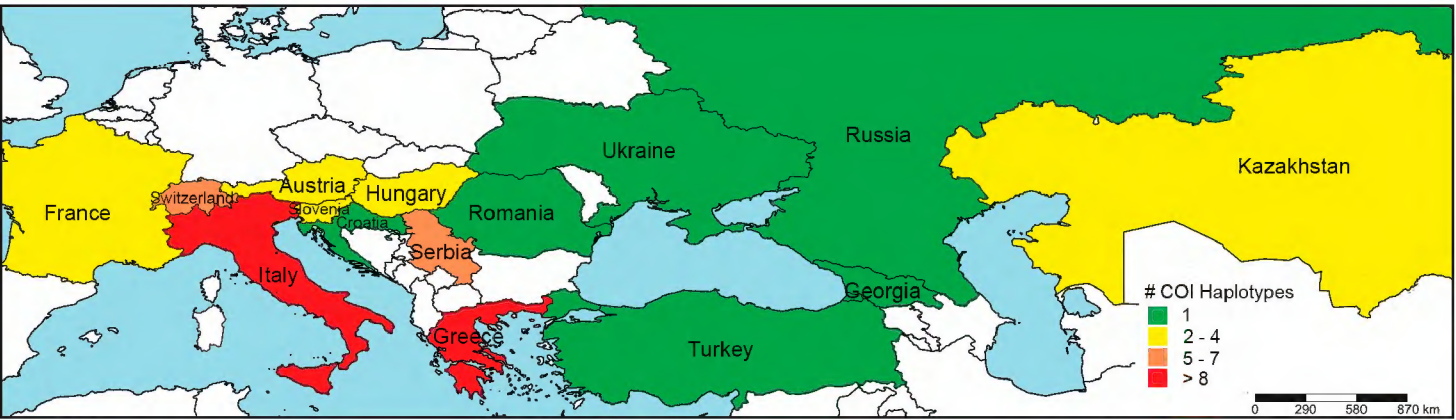 Russia
Ukraine
Kazakhstan
Austria
Hungary
Switzerland
France
Slovenia
Romania
Croatia
Serbia
Italy
Georgia
Greece
Turkey
# COI Haplotypes
1
2 - 4
5 - 7
> 8
0 290 580 870 km